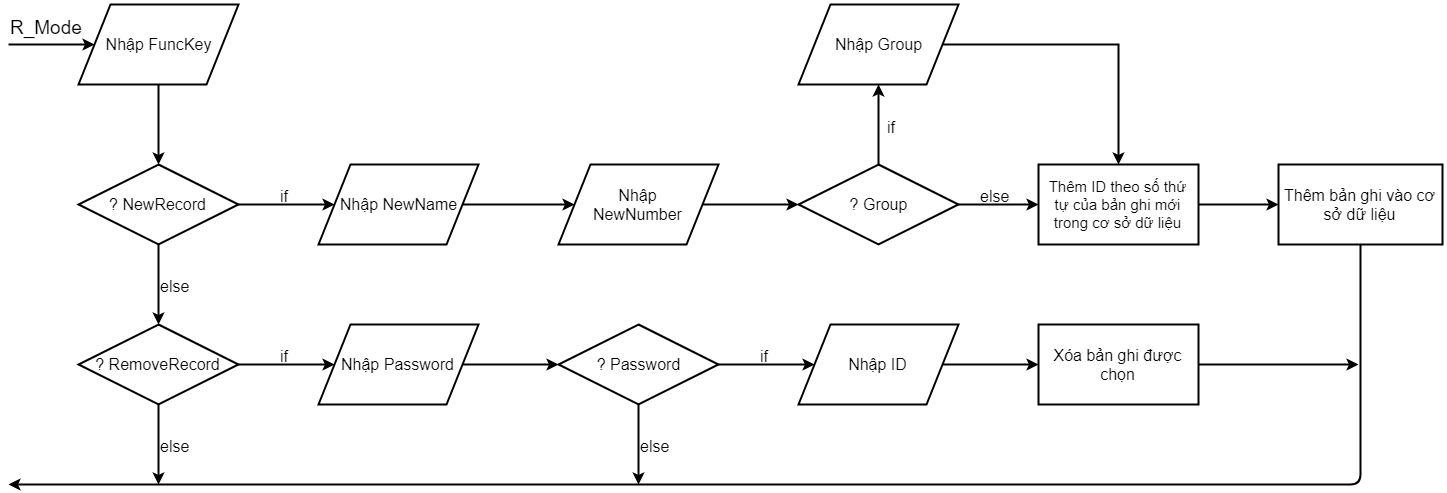 R_Mode
Nhập FuncKey
Nhập Group
if
? NewRecord
if
Nhập NewName
Nhập
NewNumber
? Group
else
Thêm ID theo số thứ
tự của bản ghi mới
trong cơ sở dữ liệu
Thêm bản ghi vào cơ
sở dữ liệu
else
? RemoveRecord
if
Nhập Password
? Password
if
Nhâp ID
Xóa bản ghi được
chọn
else
else